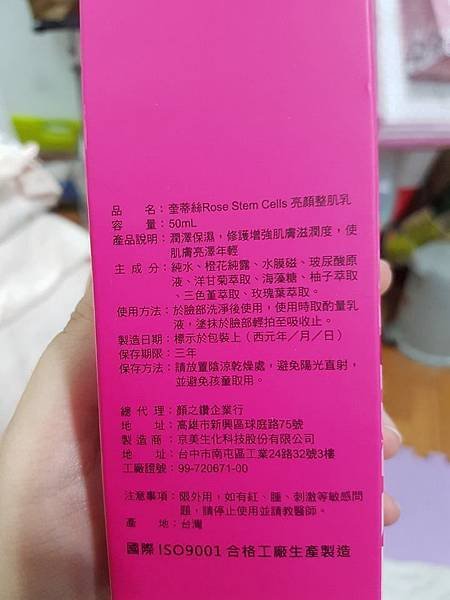 品　　名：奎蒂絲Rose Stem Cells 亮顏整肌乳
容　　量：50mL
產品說明：潤澤保濕，修護增強肌膚滋潤度，使
肌膚亮澤年輕
主 成 分：純水、橙花純露、水膜磁、玻尿酸原
液、洋甘菊萃取、海藻糖、柚子萃取
、三色堇萃取、玫瑰葉萃取。
使用方法：於臉部洗淨後使用，使用時取酌量乳
液，塗抹於臉部輕拍至吸收止。
製造日期：標示於包裝上（西元年／月／日）
保存期限：三年
保存方法：請放置陰涼乾燥處，避免陽光直射，
並避免孩童取用。
總 代 理：顏之鑽企業行
地　　址：高雄市新興區球庭路75號
製 造 商：京美生化科技股份有限公司
地　　址：台中市南屯區工業24路32號3樓
工廠證號：99-720671-00
注意事項：限外用，如有紅、腫、刺激等敏感問
題，請停止使用並請教醫師。
產　　地：台灣
國際 ISO9001 合格工廠生產製造